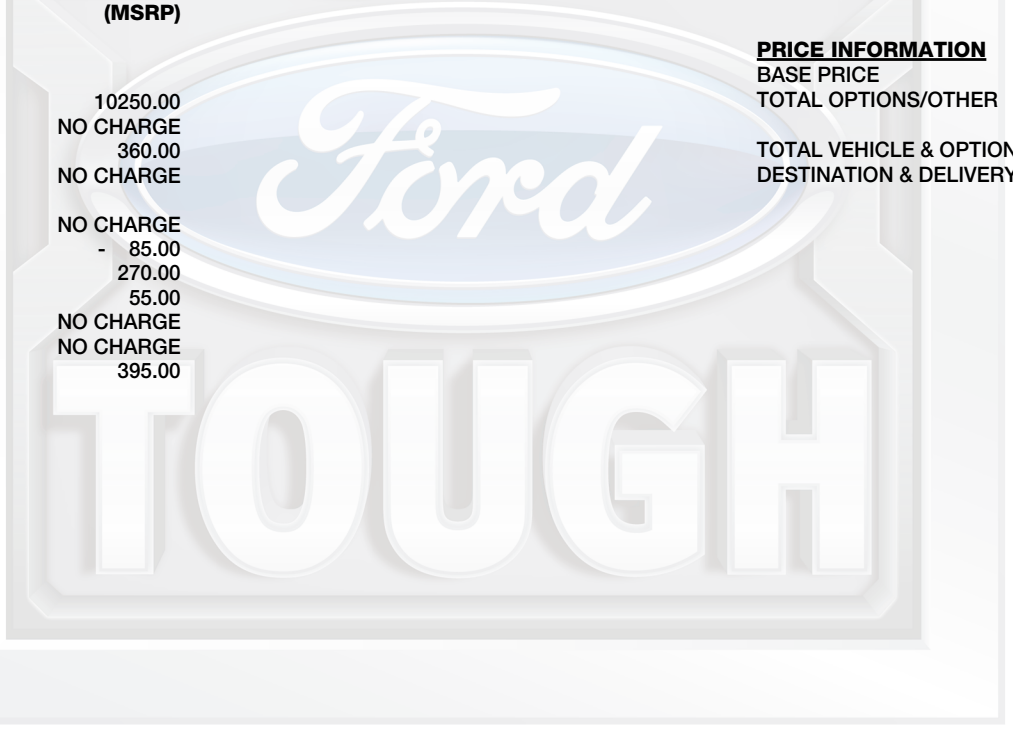 (MSRP)
10250.00
NO CHARGE
360.00
NO CHARGE
NO CHARGE
- 85.00
270.00
55.00
NO CHARGE
NO CHARGE
395.00
PRICE INFORMATION
BASE PRICE
TOTAL OPTIONS/OTHER
TOTAL VEHICLE & OPTION
DESTINATION & DELIVERY
Ford
TOUGH